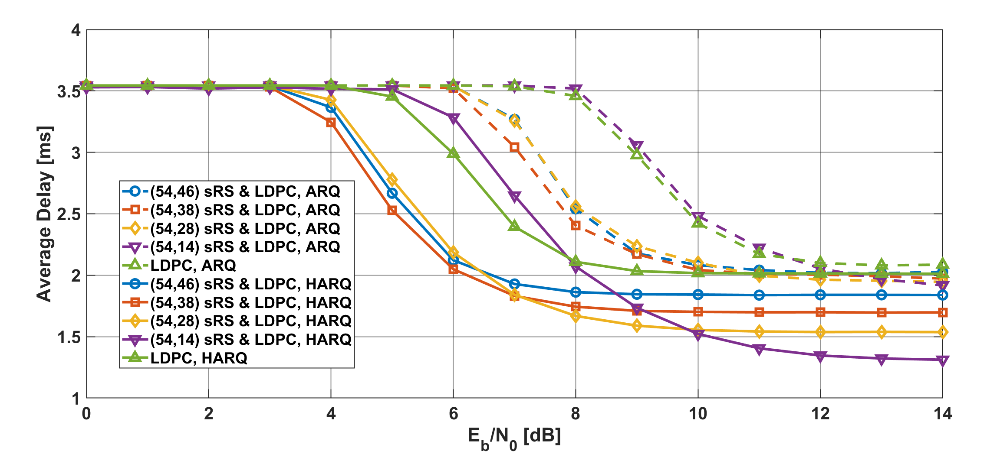 4
3.5
3
2.5
2
1.5
1
Average Delay [ms]
(54,46) sRS & LDPC, ARQ
(54,38) sRS & LDPC, ARQ
(54,28) sRS & LDPC, ARQ
(54,14) sRS & LDPC, ARQ
LDPC, ARQ
(54,46) sRS & LDPC, HARQ
(54,38) sRS & LDPC, HARQ
(54,28) sRS & LDPC, HARQ
(54,14) sRS & LDPC, HARQ
LDPC, HARQ
0 2 4 6 8 10 12 14
E_b/N_0 [dB]